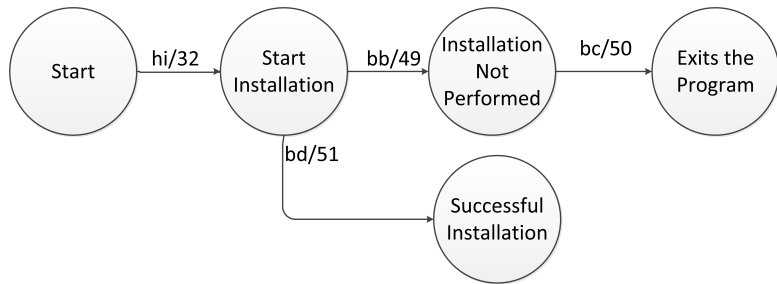 Start
hi/32
Start
Installation
bb/49
Installation
Not
Performed
bc/50
Exits the
Program
bd/51
Successful
Installation